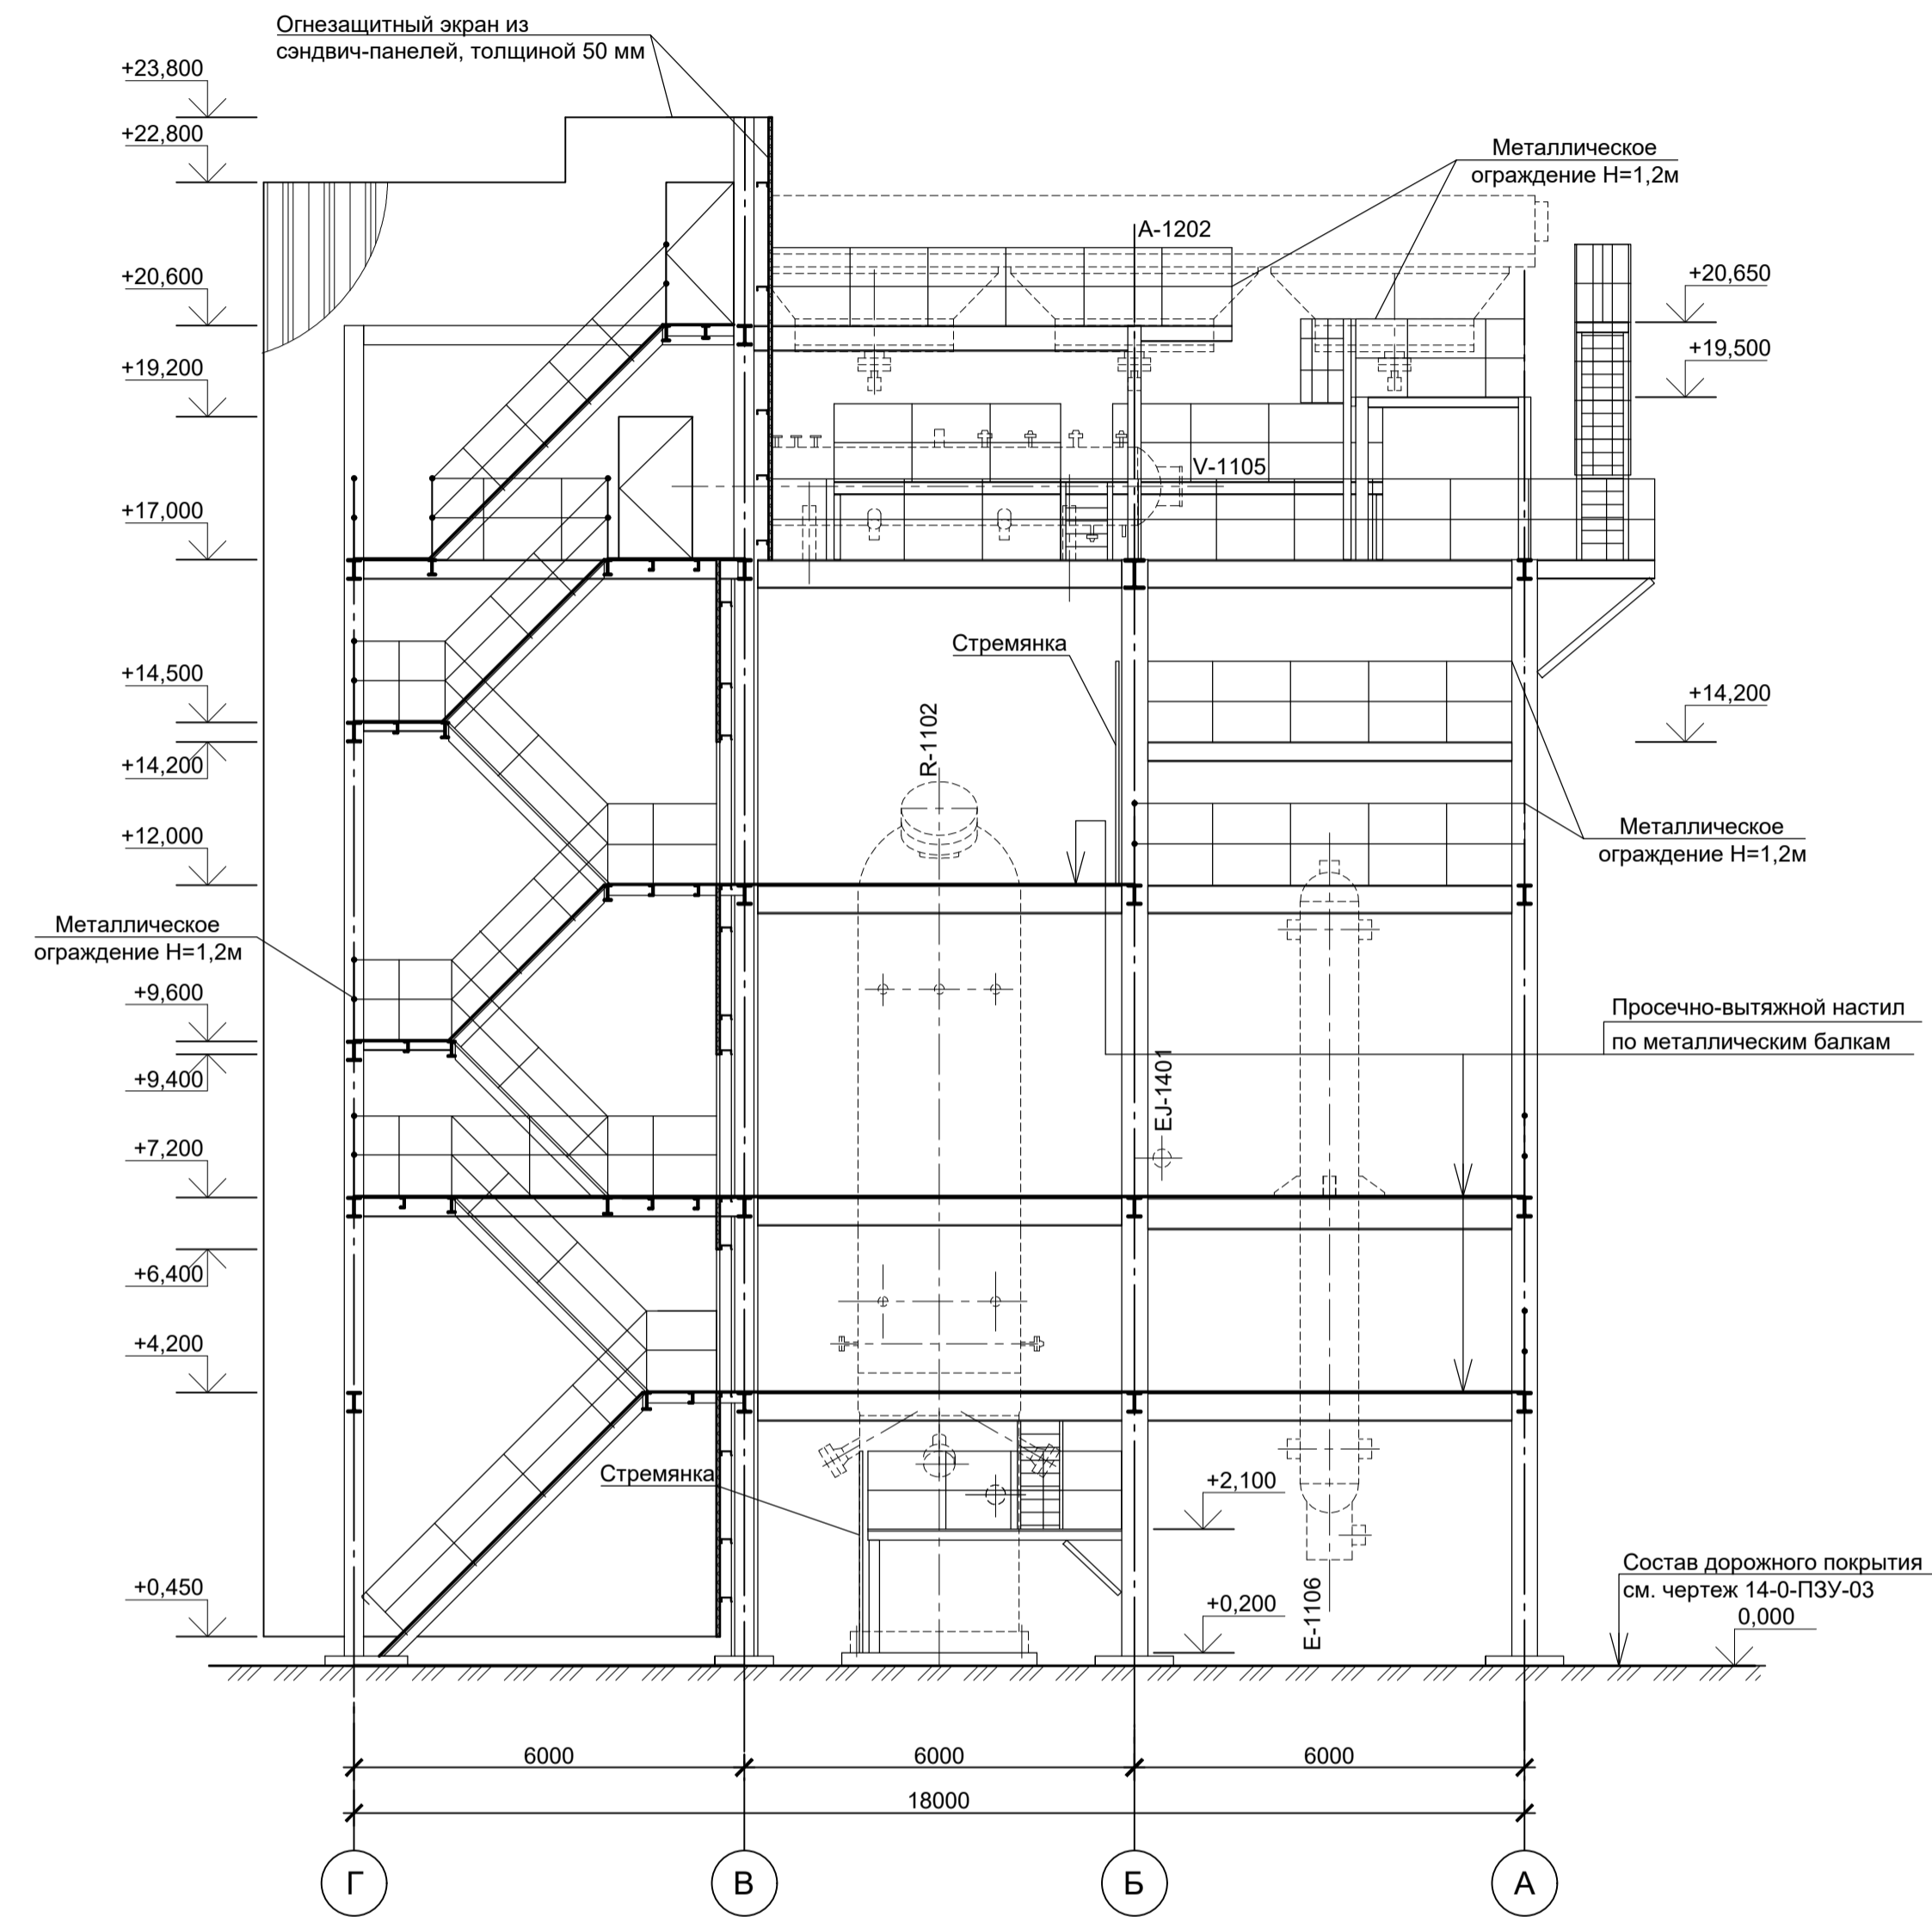 Огнезащитный экран из
сэндвич-панелей, толщиной 50 мм
+23,800
+22,800
+20,600
+19,200
+17,000
+14,500
+14,200
+12,000
Металлическое
ограждение Н=1,2м
+9,600
+9,400
+7,200
+6,400
+4,200
+0,450
Металлическое
ограждение Н=1,2м
А-1202
+20,650
+19,500
V-1105
Стремянка
R-1102
+14,200
Металлическое
ограждение Н=1,2м
Просечно-вытяжной настил
по металлическим балкам
EJ-1401
Стремянка
+2,100
+0,200
Е-1106
Состав дорожного покрытия
см. чертеж 14-0-ПЗУ-03
0,000
6000
6000
6000
18000
Г
В
Б
А